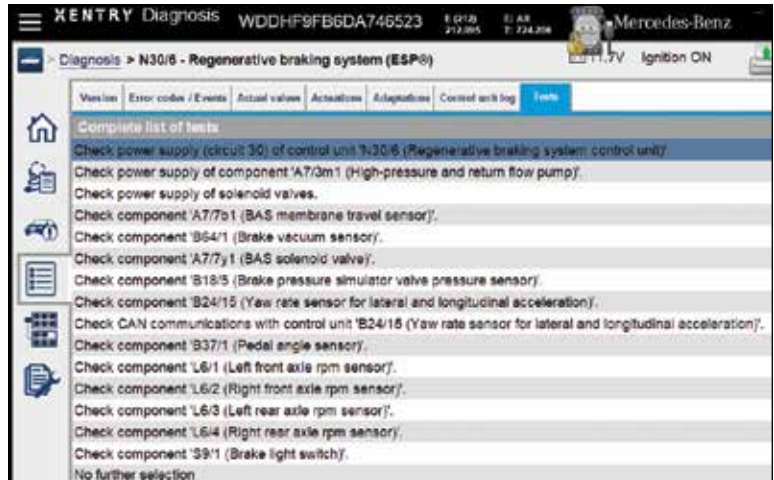 XENTRY Diagnosis WDDHF9FB6DA746523 E (212) 212.095 E: AR T: 224.204 Mercedes-Benz
> Diagnosis > N30/6 - Regenerative braking system (ESP®) 11.7V Ignition ON
Version Error codes / Events Actual values Actuations Adaptations Control unit log Tests
Complete list of tests
Check power supply (circuit 30) of control unit 'N30/6 (Regenerative braking system control unit)'
Check power supply of component 'A7/3m1 (High-pressure and return flow pump)'.
Check power supply of solenoid valves.
Check component 'A7/7b1 (BAS membrane travel sensor)'.
Check component 'B64/1 (Brake vacuum sensor)'.
Check component 'A7/7y1 (BAS solenoid valve)'.
Check component 'B18/5 (Brake pressure simulator valve pressure sensor)'.
Check component 'B24/15 (Yaw rate sensor for lateral and longitudinal acceleration)'.
Check CAN communications with control unit 'B24/15 (Yaw rate sensor for lateral and longitudinal acceleration)'.
Check component 'B37/1 (Pedal angle sensor)'.
Check component 'L6/1 (Left front axle rpm sensor)'.
Check component 'L6/2 (Right front axle rpm sensor)'.
Check component 'L6/3 (Left rear axle rpm sensor)'.
Check component 'L6/4 (Right rear axle rpm sensor)'.
Check component 'S9/1 (Brake light switch)'.
No further selection